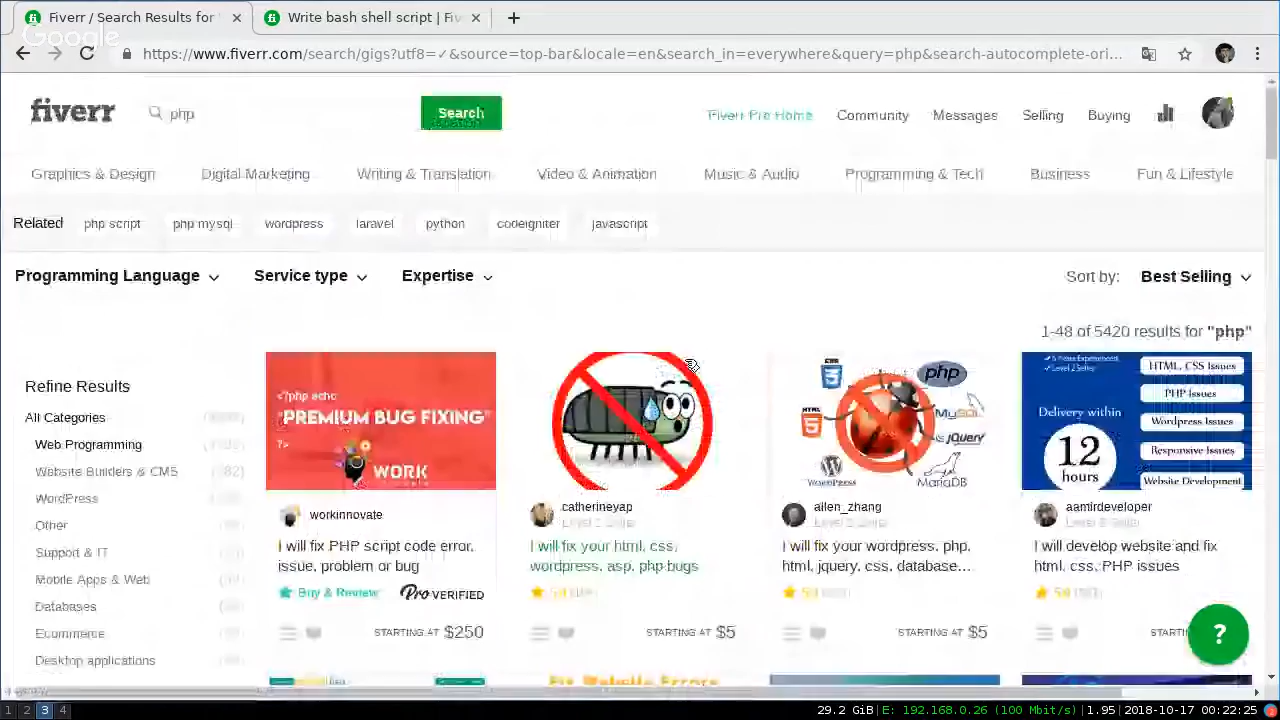 Fiverr / Search Results for
Write bash shell script | Fiv
Google
https://www.fiverr.com/search/gigs?utf8=✓&source=top-bar&locale=en&search_in=everywhere&query=php&search-autocomplete-ori...
fiverr
php
Search
Fiverr Pro Home
Community
Messages
Selling
Buying
Graphics & Design
Digital Marketing
Writing & Translation
Video & Animation
Music & Audio
Programming & Tech
Business
Fun & Lifestyle
Related
php script
php mysql
wordpress
laravel
python
codeigniter
javascript
Programming Language
Service type
Expertise
Sort by:
Best Selling
1-48 of 5420 results for "php"
Refine Results
All Categories
Web Programming
Website Builders & CMS
WordPress
Other
Support & IT
Mobile Apps & Web
Databases
Ecommerce
Desktop applications
<?php echo
"PREMIUM BUG FIXING"
?>
WORK
workinnovate
I will fix PHP script code error,
issue, problem or bug
Buy & Review
Pro VERIFIED
STARTING AT $250
catherineyap
I will fix your html, css,
wordpress, asp, php bugs
STARTING AT $5
CSS
php
HTML
MySQL
jQuery
WORDPRESS
MariaDB
allen_zhang
I will fix your wordpress, php,
html, jquery, css, database...
STARTING AT $5
Delivery within
12
hours
HTML, CSS Issues
PHP Issues
Wordpress Issues
Responsive Issues
Website Development
aamirdeveloper
I will develop website and fix
html, css, PHP issues
?
Fix Website Errors
1 2 3 4
29.2 GiB|E: 192.168.0.26 (100 Mbit/s)|1.95|2018-10-17 00:22:25